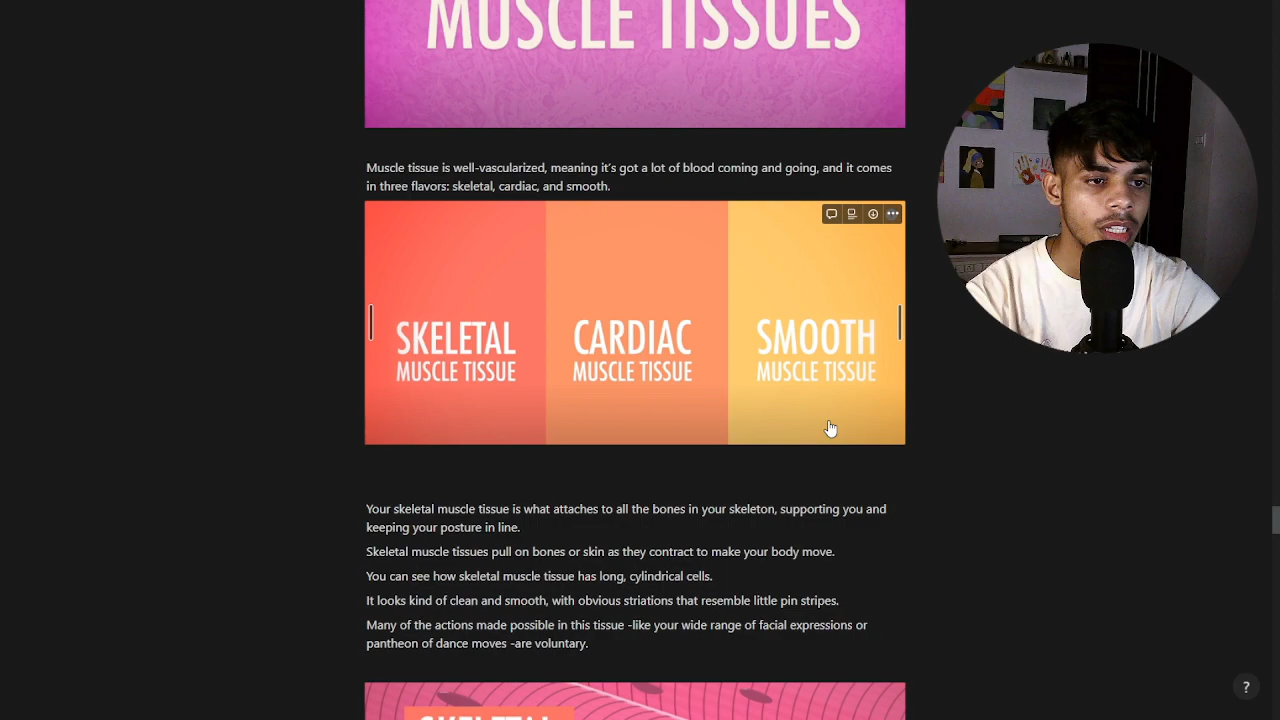 MUSCLE TISSUES
Muscle tissue is well-vascularized, meaning it's got a lot of blood coming and going, and it comes
in three flavors: skeletal, cardiac, and smooth.
SKELETAL
MUSCLE TISSUE
CARDIAC
MUSCLE TISSUE
SMOOTH
MUSCLE TISSUE
Your skeletal muscle tissue is what attaches to all the bones in your skeleton, supporting you and
keeping your posture in line.
Skeletal muscle tissues pull on bones or skin as they contract to make your body move.
You can see how skeletal muscle tissue has long, cylindrical cells.
It looks kind of clean and smooth, with obvious striations that resemble little pin stripes.
Many of the actions made possible in this tissue -like your wide range of facial expressions or
pantheon of dance moves -are voluntary.
SKELETAL
?